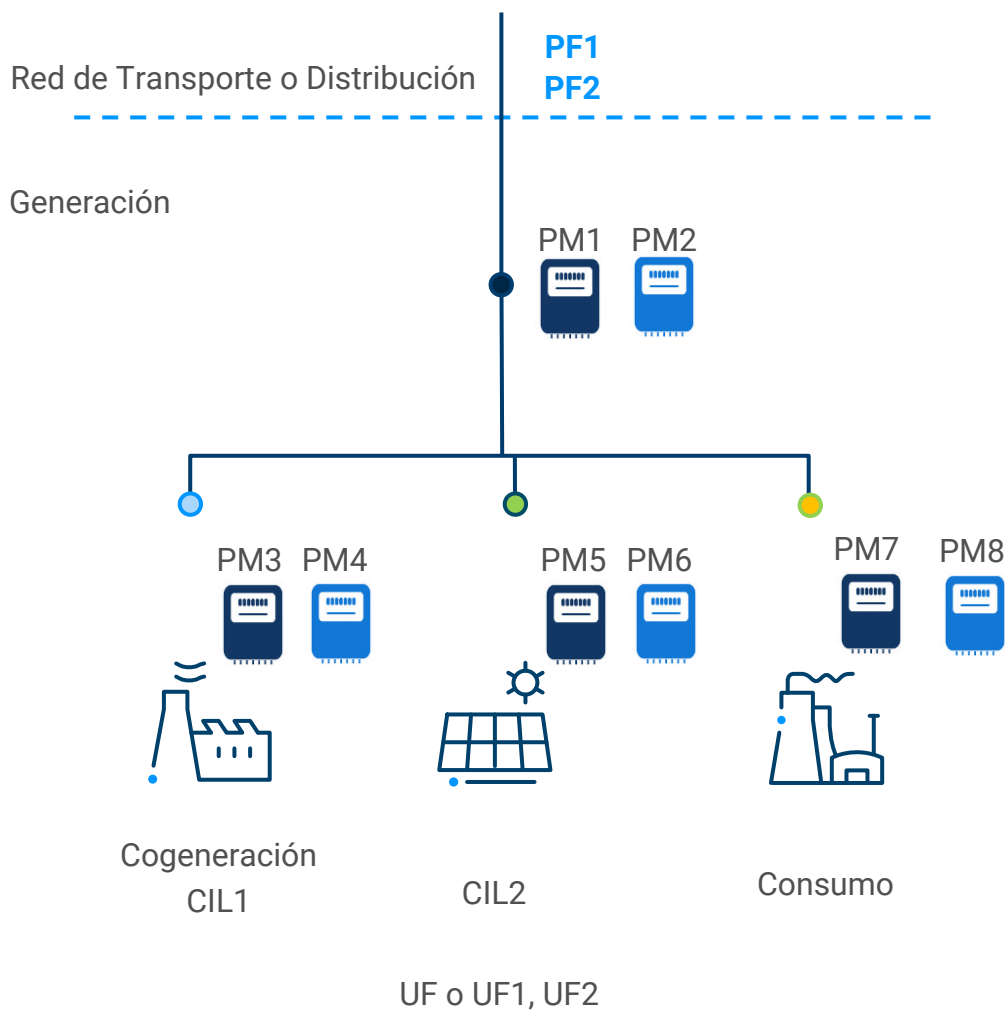 PF1
PF2
Red de Transporte o Distribución
Generación
PM1 PM2
PM3 PM4
PM5 PM6
PM7 PM8
Cogeneración
CIL1
CIL2
Consumo
UF o UF1, UF2